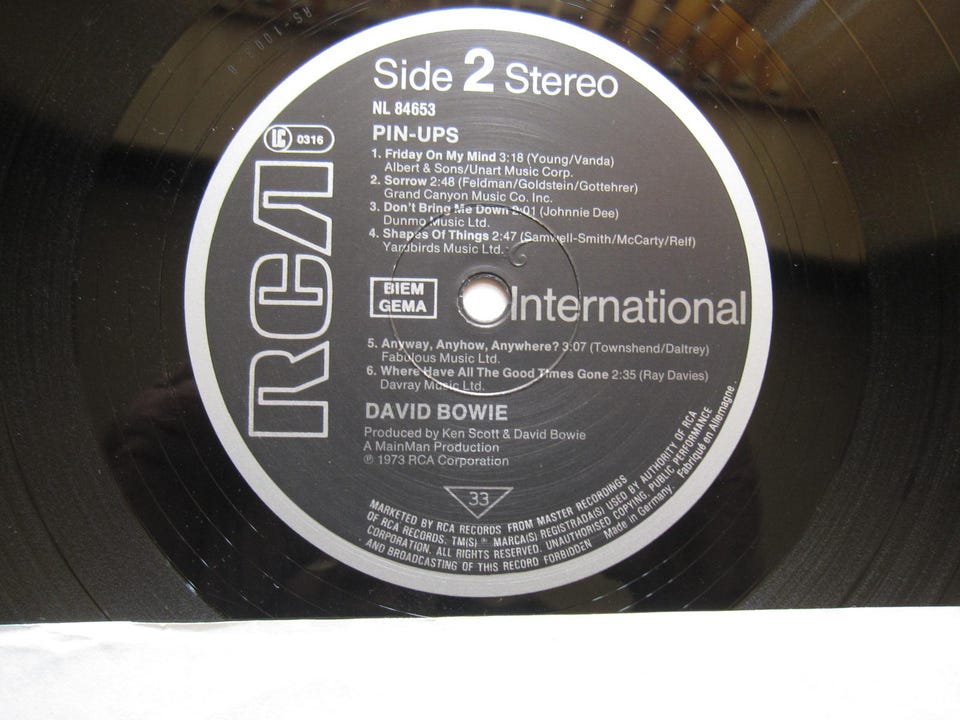 Side 2 Stereo
NL 84653
PIN-UPS
1. Friday On My Mind 3:18 (Young/Vanda)
Albert & Sons/Unart Music Corp.
2. Sorrow 2:48 (Feldman/Goldstein/Gottehrer)
Grand Canyon Music Co. Inc.
3. Don't Bring Me Down 2:01 (Johnnie Dee)
Dunmo Music Ltd.
4. Shapes Of Things 2:47 (Samwell-Smith/McCarty/Relf)
Yardbirds Music Ltd.
LC 0316
RCA
BIEM
GEMA
International
5. Anyway, Anyhow, Anywhere? 3:07 (Townshend/Daltrey)
Fabulous Music Ltd.
6. Where Have All The Good Times Gone 2:35 (Ray Davies)
Davray Music Ltd.
DAVID BOWIE
Produced by Ken Scott & David Bowie
A MainMan Production
℗ 1973 RCA Corporation
33
MARKETED BY RCA RECORDS FROM MASTER RECORDINGS
OF RCA RECORDS. TM(S) ® MARCA(S) REGISTRADA(S) USED BY AUTHORITY OF RCA
CORPORATION. ALL RIGHTS RESERVED. UNAUTHORISED COPYING PUBLIC PERFORMANCE
AND BROADCASTING OF THIS RECORD FORBIDDEN Made in Germany. Fabriqué en Allemagne.